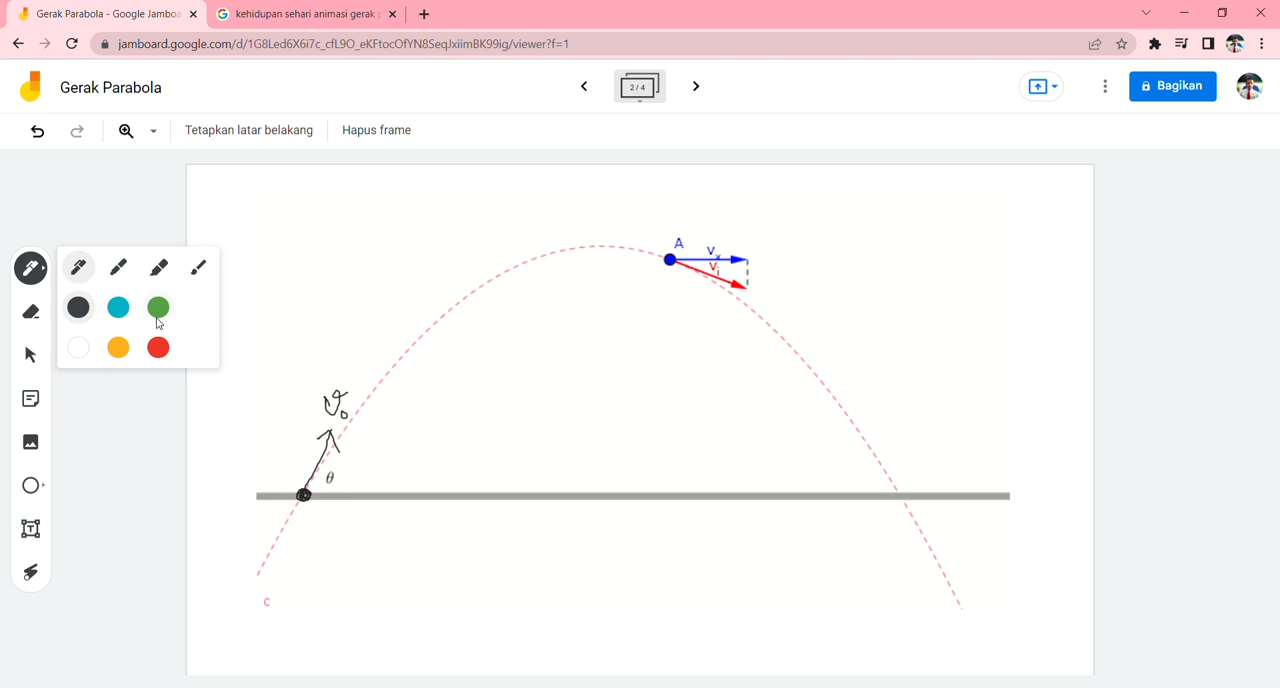 Gerak Parabola - Google Jamboa
kehidupan sehari animasi gerak p
jamboard.google.com/d/1G8Led6X6i7c_cfL9O_eKFtocOfYN8SeqJxiimBK99ig/viewer?f=1
Gerak Parabola
2 / 4
Bagikan
Tetapkan latar belakang
Hapus frame
A
Vx
Vi
v0
θ
C
T